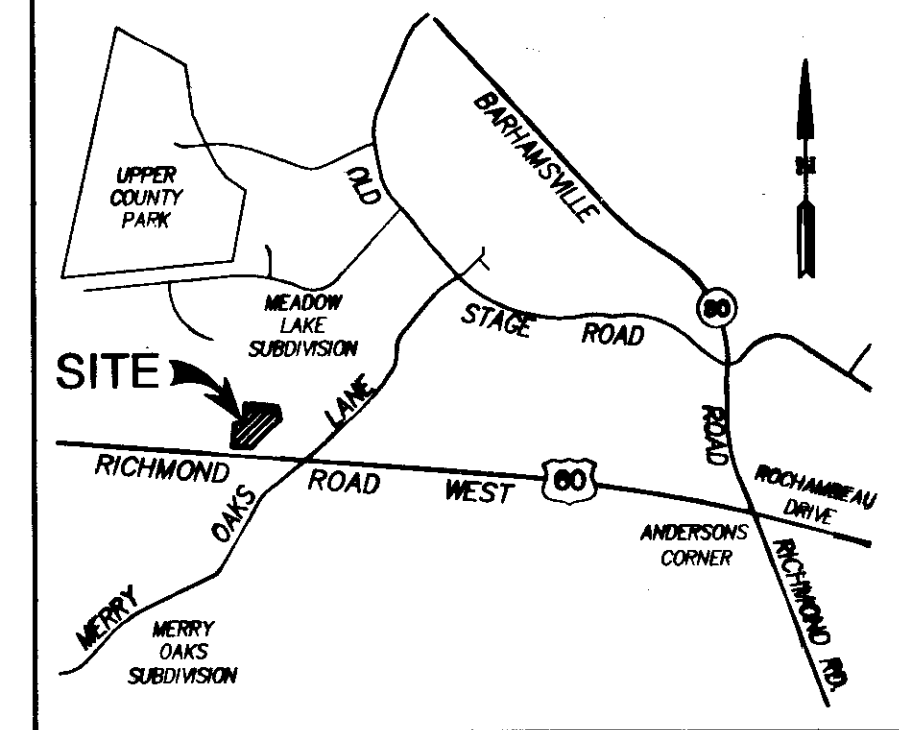 UPPER
COUNTY
PARK
BARHAMSVILLE
OLD
MEADOW
LAKE
SUBDIVISION
STAGE
ROAD
SITE
LANE
ROAD
RICHMOND
ROAD
WEST
60
ROCHAMBEAU
DRIVE
OAKS
ANDERSONS
CORNER
MERRY
MERRY
OAKS
SUBDIVISION
RICHMOND RD.